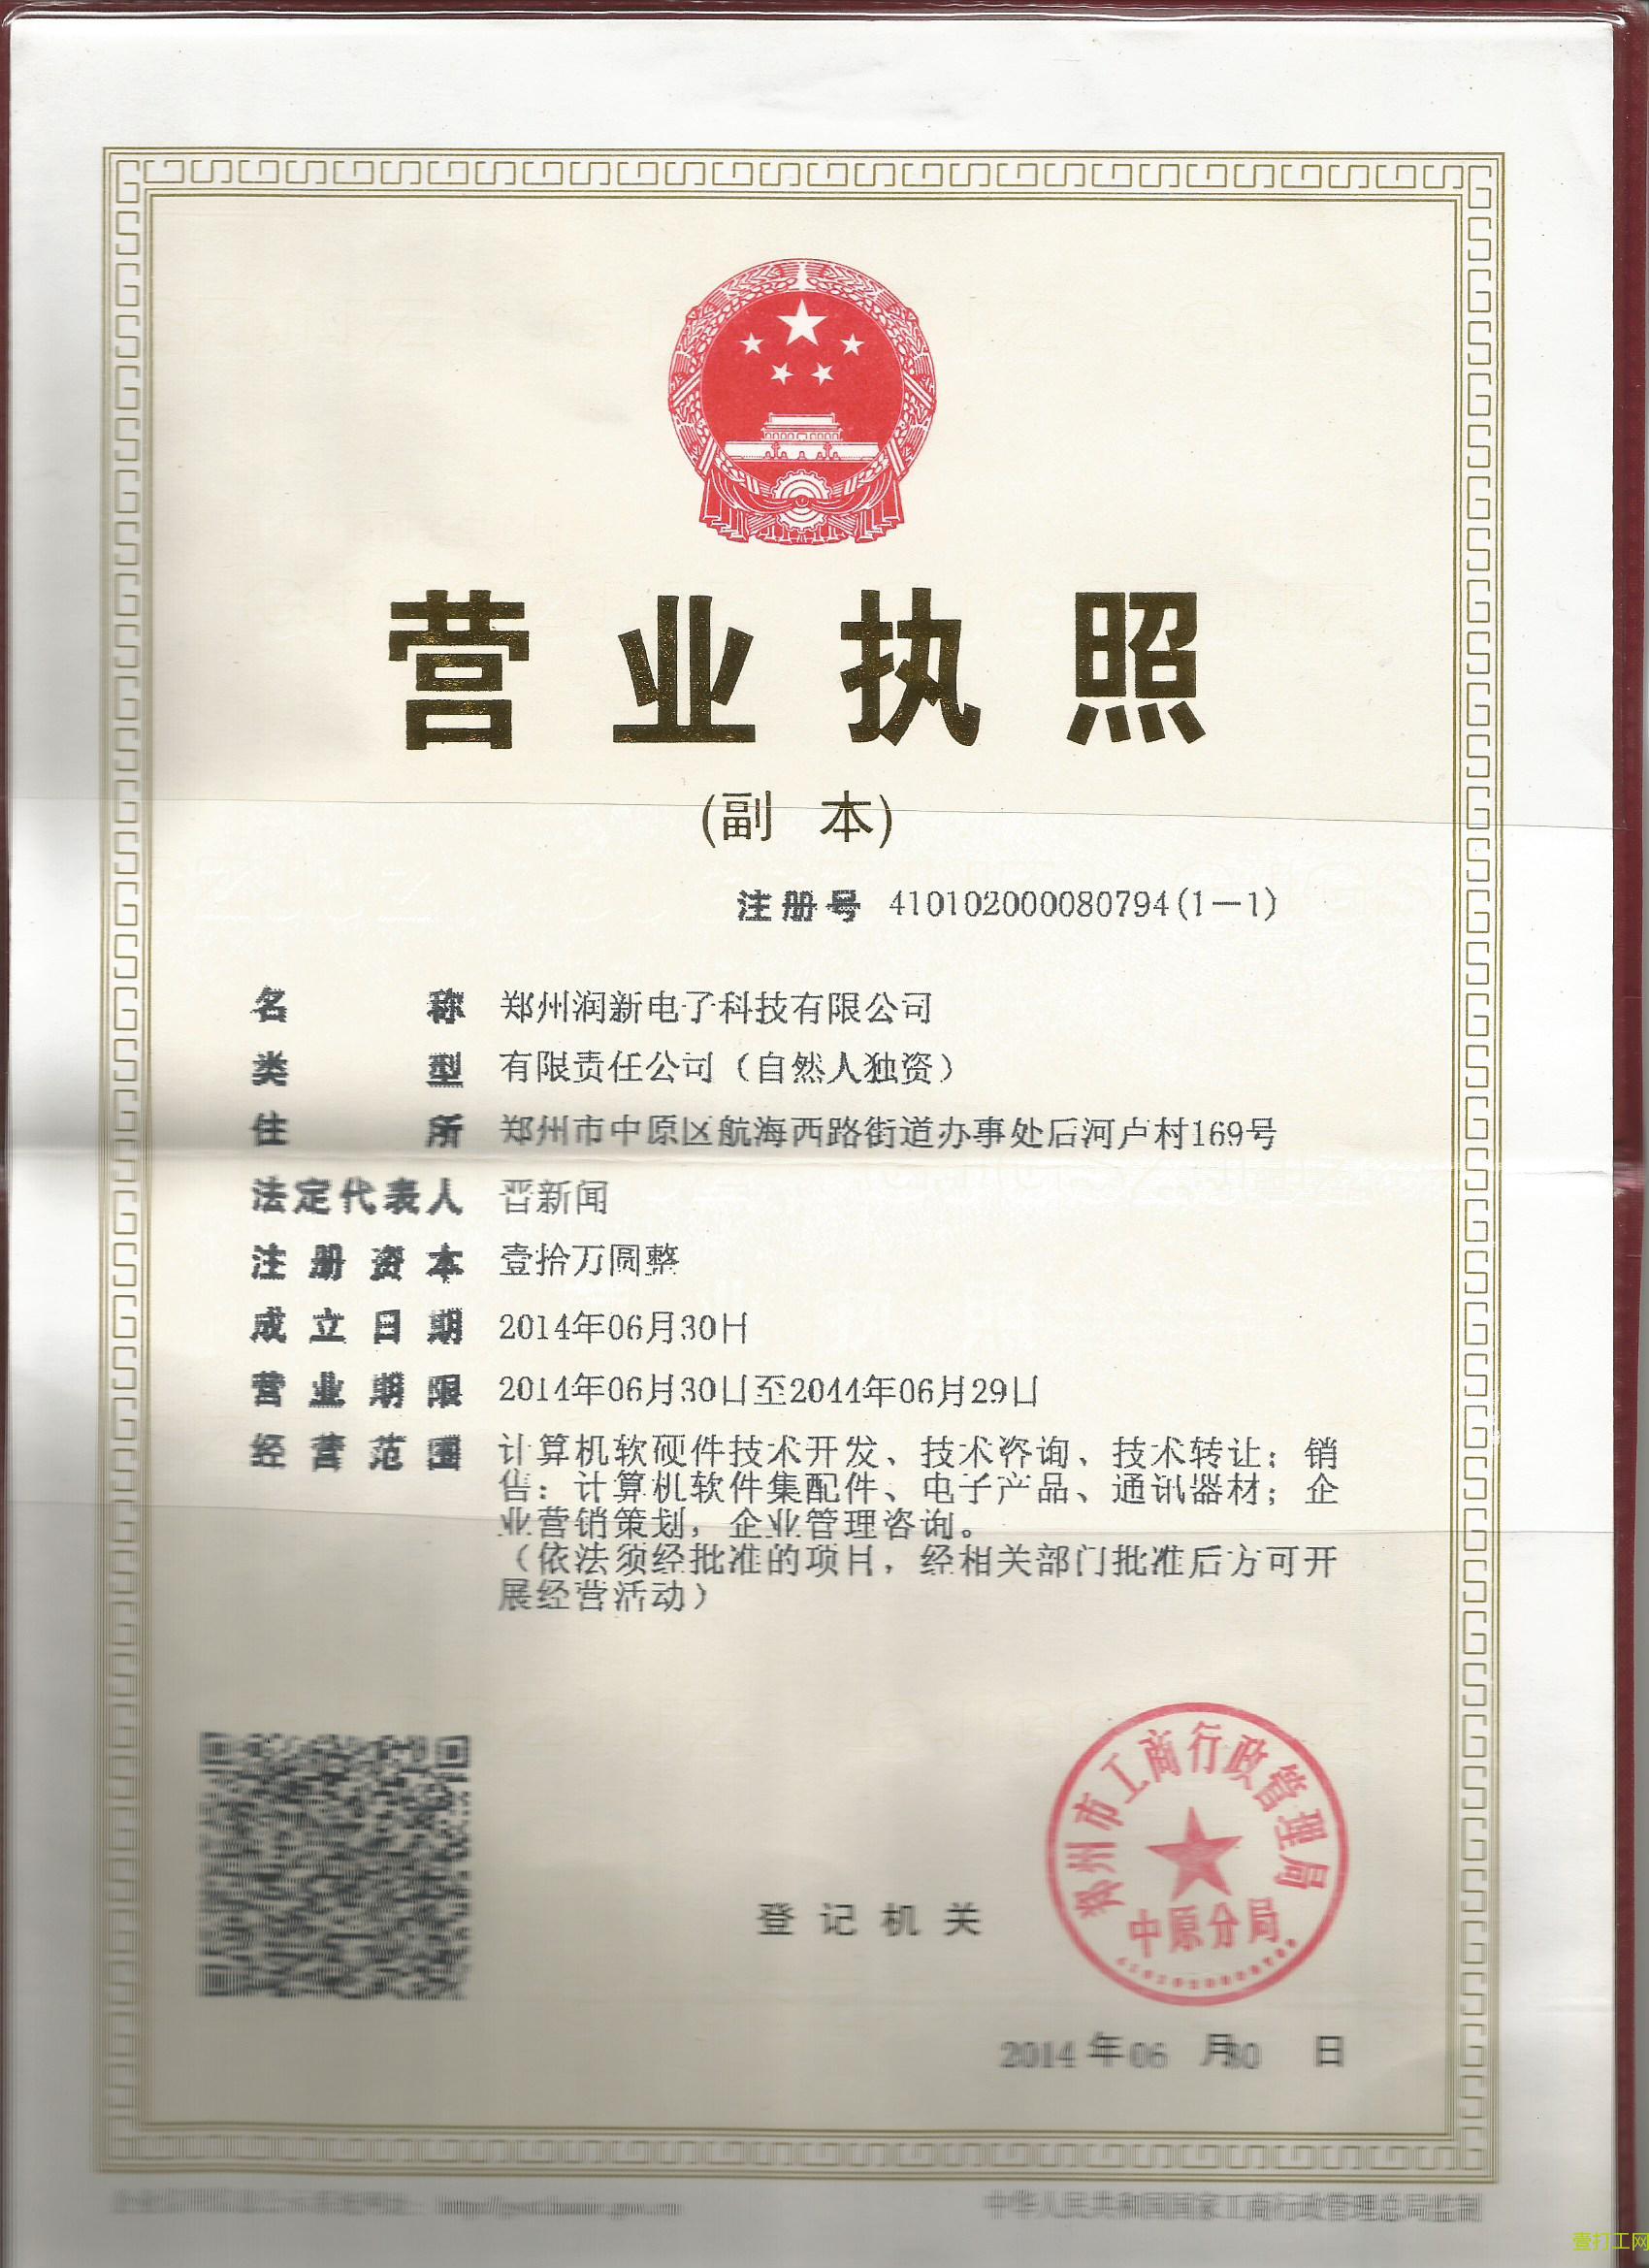 营业执照
(副 本)
注册号 410102000080794(1－1)
名 称 郑州润新电子科技有限公司
类 型 有限责任公司（自然人独资）
住 所 郑州市中原区航海西路街道办事处后河卢村169号
法定代表人 晋新闻
注册资本 壹拾万圆整
成立日期 2014年06月30日
营业期限 2014年06月30日至2044年06月29日
经营范围 计算机软硬件技术开发、技术咨询、技术转让；销
售：计算机软件集配件、电子产品、通讯器材；企
业营销策划，企业管理咨询。
（依法须经批准的项目，经相关部门批准后方可开
展经营活动）
郑州市工商行政管理局
中原分局
登记机关
2014 年 06 月 30 日
中华人民共和国国家工商行政管理总局监制
壹打工网